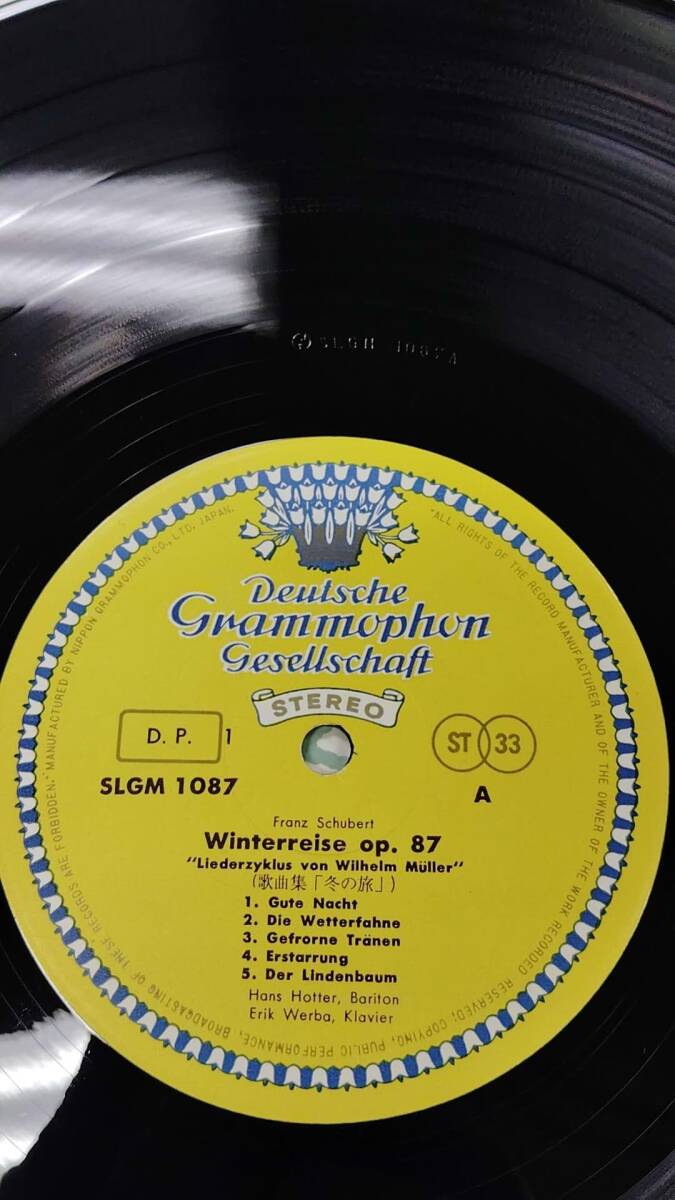 SLGM 1087A
Deutsche
Grammophon
Gesellschaft
STEREO
D. P. 1
ST 33
SLGM 1087
A
Franz Schubert
Winterreise op. 87
"Liederzyklus von Wilhelm Müller"
(歌曲集「冬の旅」)
1. Gute Nacht
2. Die Wetterfahne
3. Gefrorne Tränen
4. Erstarrung
5. Der Lindenbaum
Hans Hotter, Bariton
Erik Werba, Klavier
"ALL RIGHTS OF THE RECORD MANUFACTURER AND OF THE OWNER OF THE WORK RECORDED RESERVED; COPYING, PUBLIC PERFORMANCE, BROADCASTING OF THESE RECORDS ARE FORBIDDEN." MANUFACTURED BY NIPPON GRAMMOPHON CO., LTD. JAPAN.